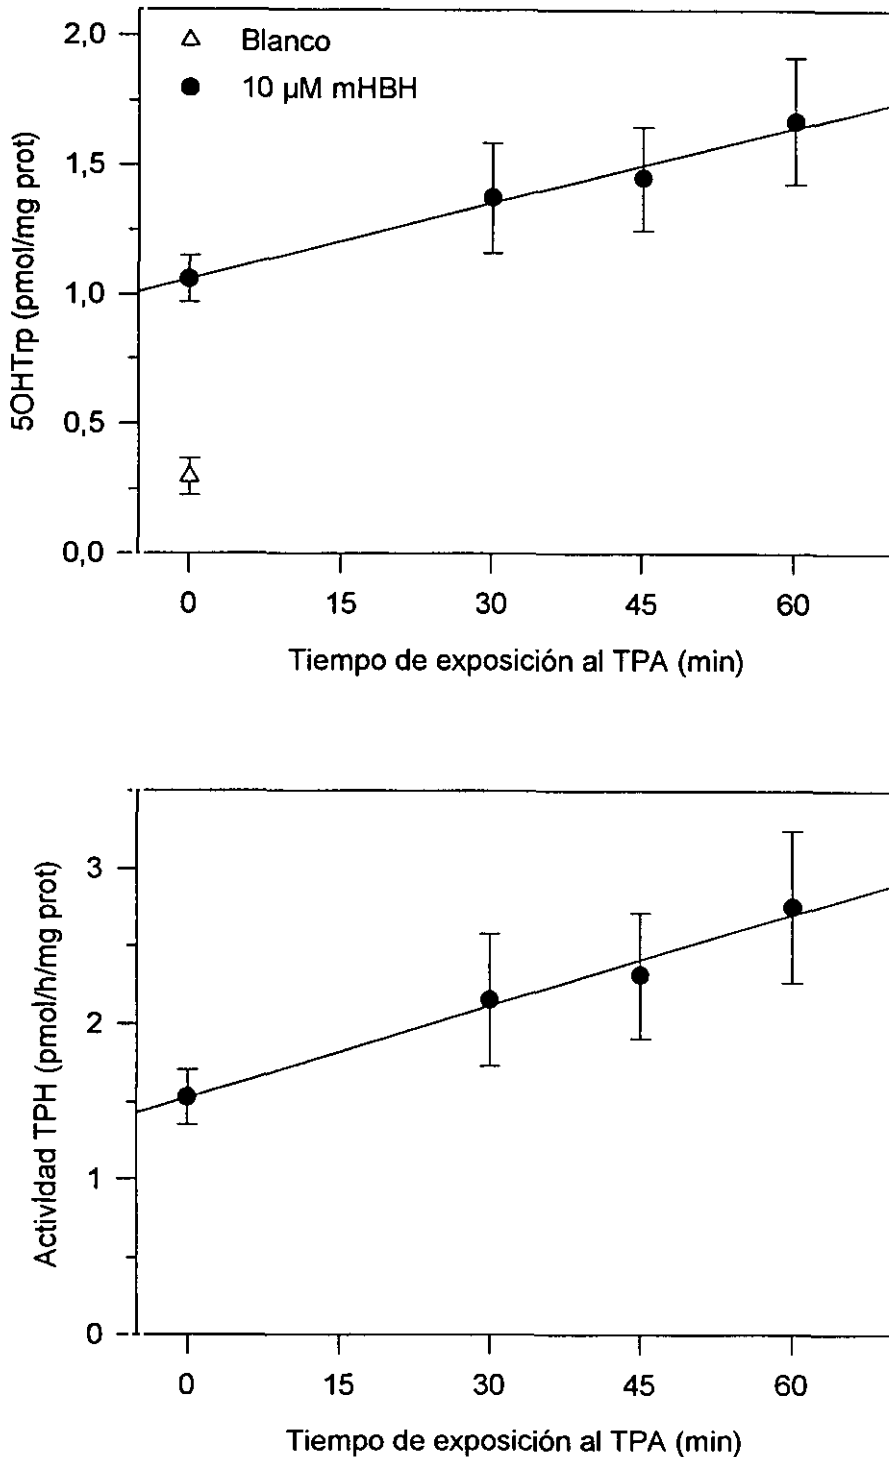 2,0
△ Blanco
● 10 µM mHBH
1,5
1,0
0,5
0,0
5OHTrp (pmol/mg prot)
0 15 30 45 60
Tiempo de exposición al TPA (min)
3
2
1
0
Actividad TPH (pmol/h/mg prot)
0 15 30 45 60
Tiempo de exposición al TPA (min)